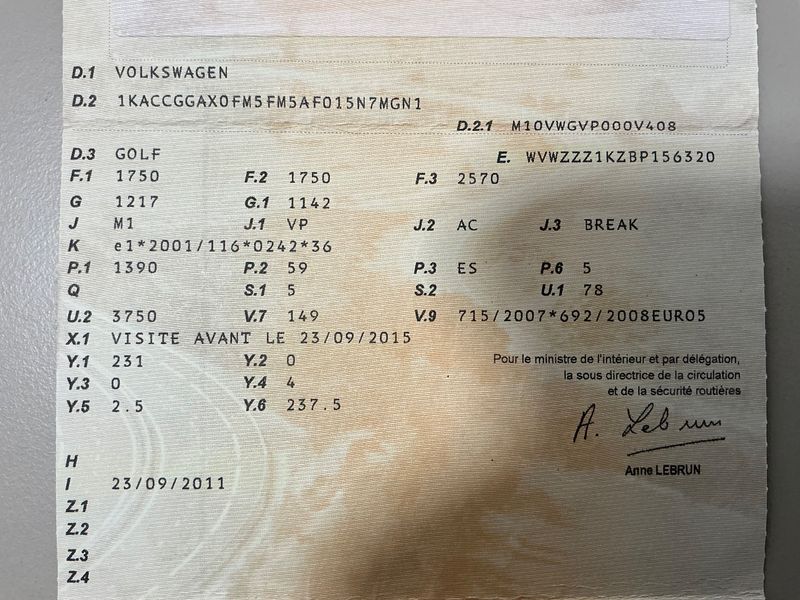 D.1 VOLKSWAGEN
D.2 1KACCGGAX0FM5FM5AF015N7MGN1
D.2.1 M10VWGVP000V408
D.3 GOLF E. WVWZZZ1KZBP156320
F.1 1750 F.2 1750 F.3 2570
G 1217 G.1 1142
J M1 J.1 VP J.2 AC J.3 BREAK
K e1*2001/116*0242*36
P.1 1390 P.2 59 P.3 ES P.6 5
Q S.1 5 S.2 U.1 78
U.2 3750 V.7 149 V.9 715/2007*692/2008EURO5
X.1 VISITE AVANT LE 23/09/2015
Y.1 231 Y.2 0
Y.3 0 Y.4 4
Y.5 2.5 Y.6 237.5
Pour le ministre de l'intérieur et par délégation,
la sous directrice de la circulation
et de la sécurité routières
A. Lebrun
Anne LEBRUN
H
I 23/09/2011
Z.1
Z.2
Z.3
Z.4